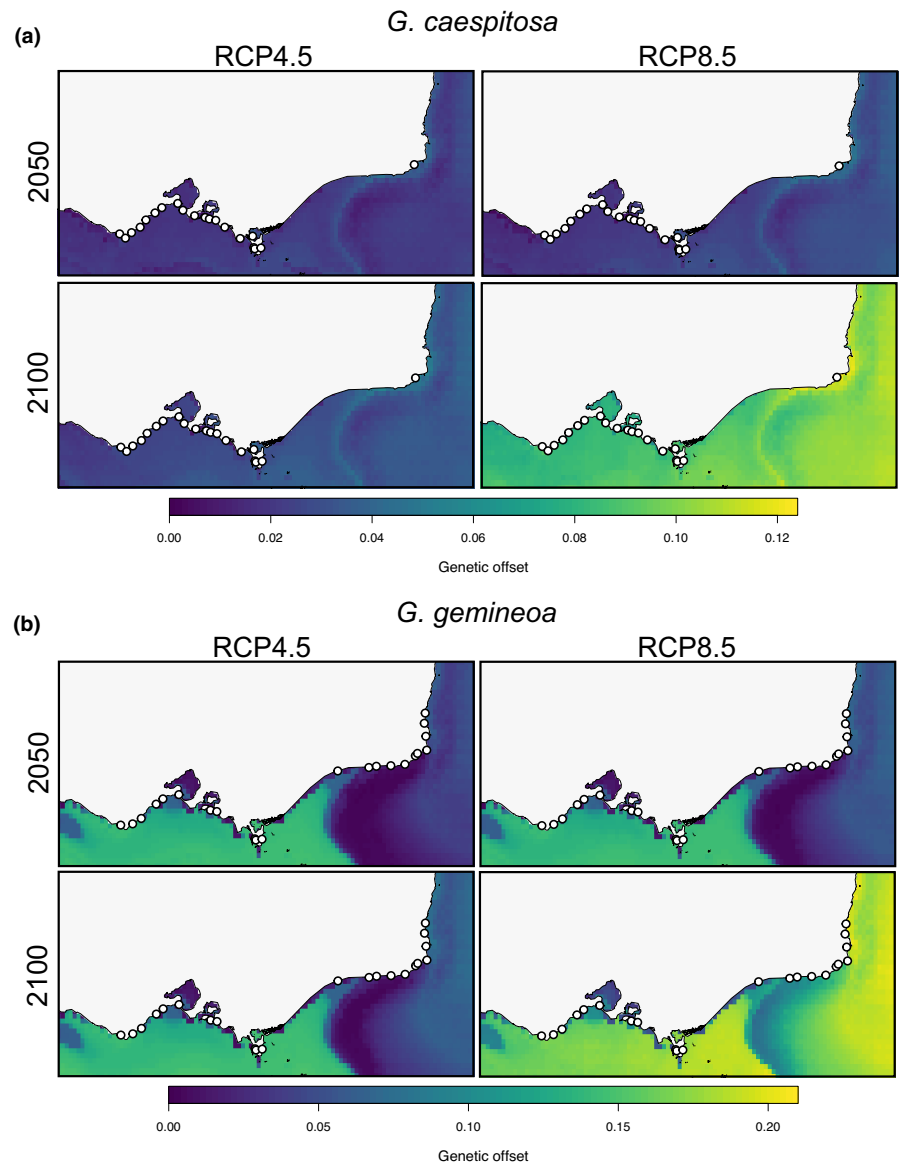 G. caespitosa
(a)
RCP4.5 RCP8.5
2050
2100
0.00 0.02 0.04 0.06 0.08 0.10 0.12
Genetic offset
G. gemineoa
(b)
RCP4.5 RCP8.5
2050
2100
0.00 0.05 0.10 0.15 0.20
Genetic offset